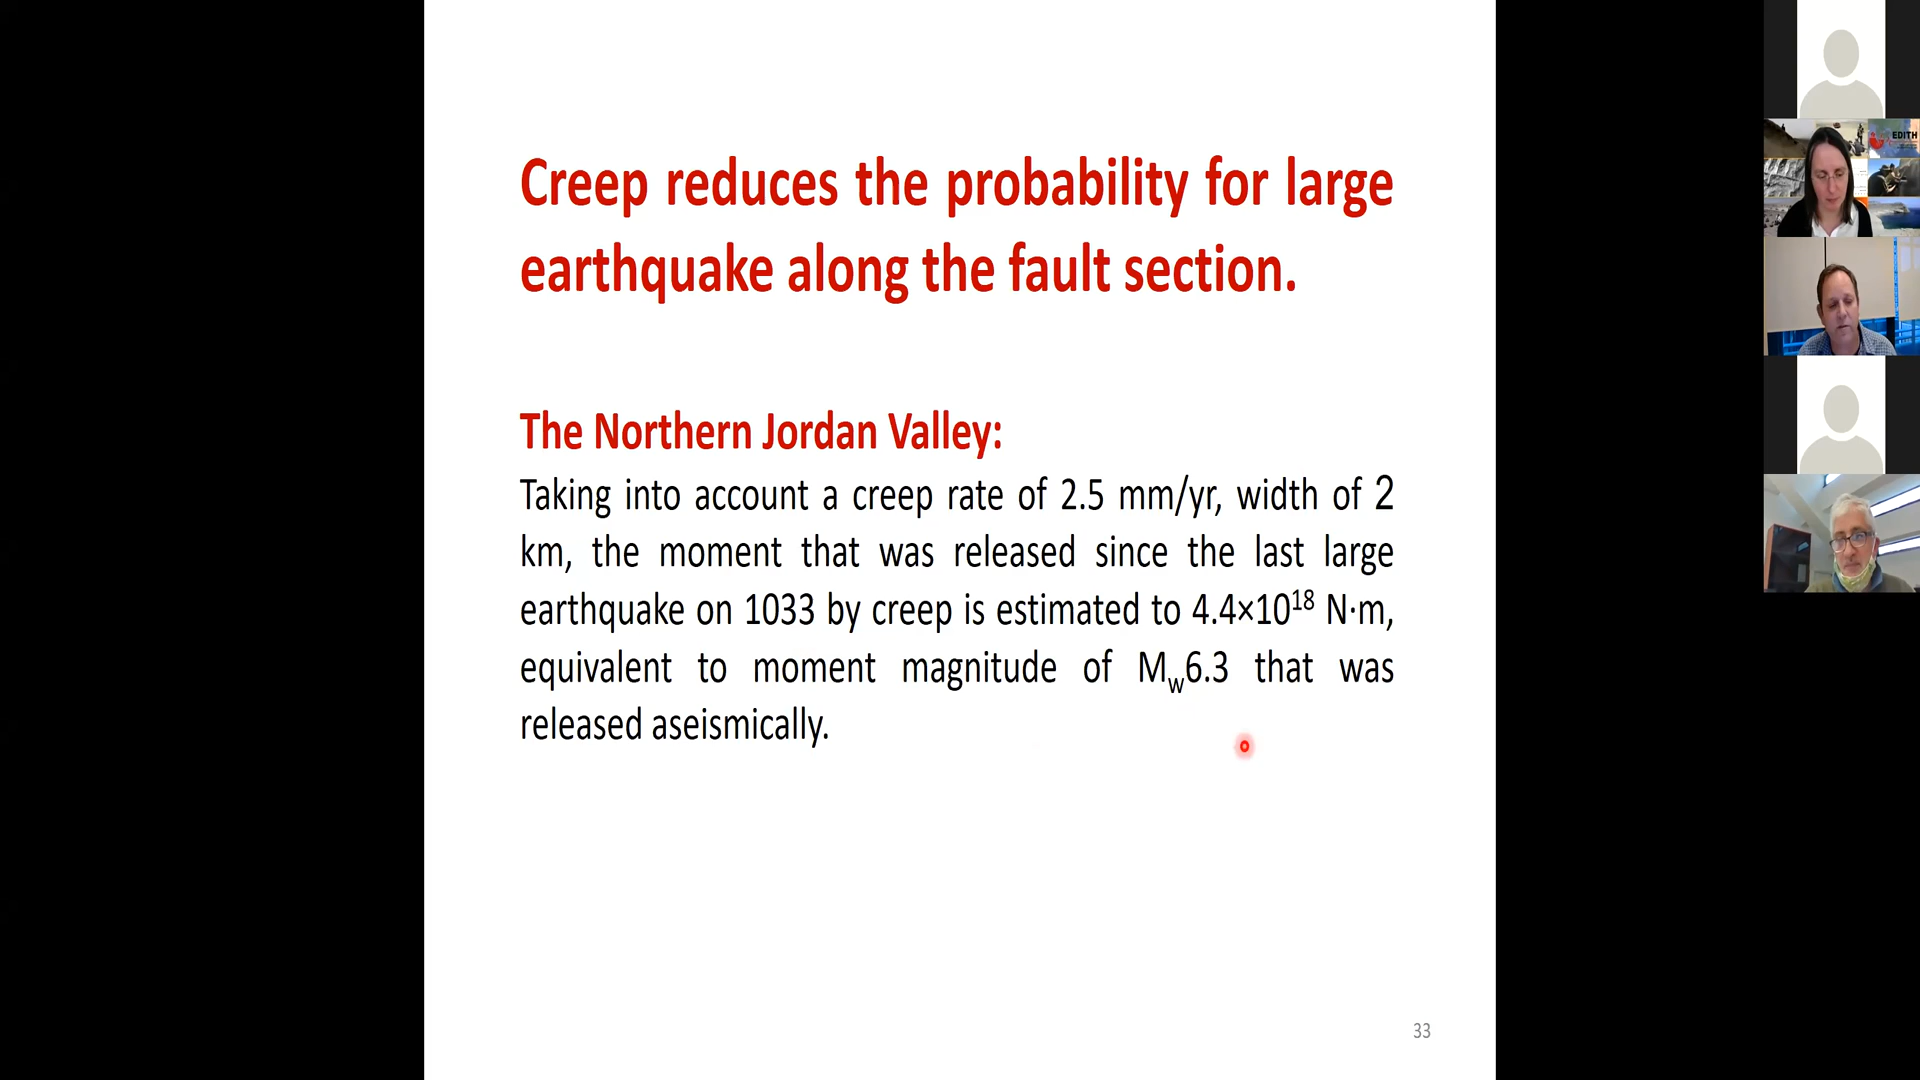 Creep reduces the probability for large
earthquake along the fault section.
The Northern Jordan Valley:
Taking into account a creep rate of 2.5 mm/yr, width of 2
km, the moment that was released since the last large
earthquake on 1033 by creep is estimated to 4.4×10¹⁸ N·m,
equivalent to moment magnitude of Mw6.3 that was
released aseismically.
33
EDITH